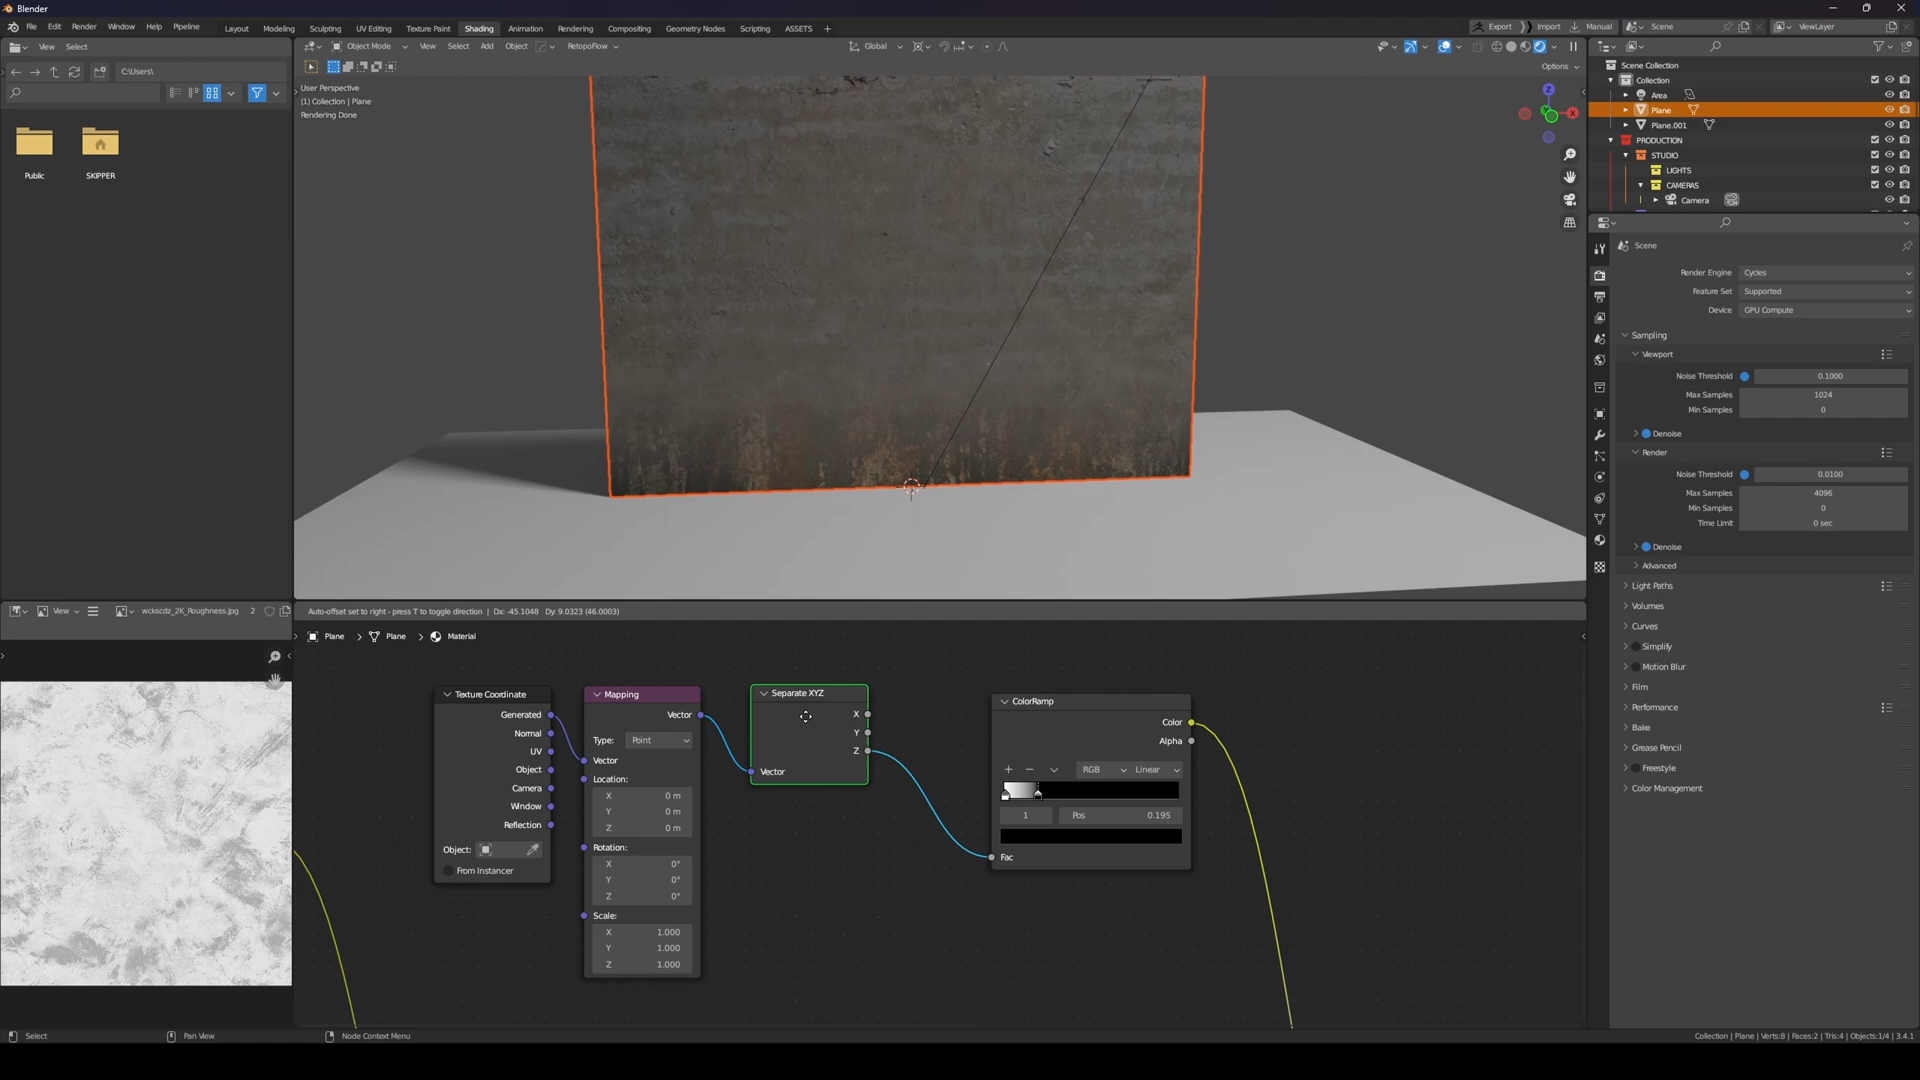 Blender
File Edit Render Window Help Pipeline
Layout Modeling Sculpting UV Editing Texture Paint Shading Animation Rendering Compositing Geometry Nodes Scripting ASSETS +
Export Import Manual Scene ViewLayer
View Select
Object Mode View Select Add Object RetopoFlow Global
C:\Users\
Options
Public SKIPPER
User Perspective
(1) Collection | Plane
Rendering Done
Z
X
Y
Scene Collection
Collection
Area
Plane
Plane.001
PRODUCTION
STUDIO
LIGHTS
CAMERAS
Camera
Scene
Render Engine Cycles
Feature Set Supported
Device GPU Compute
Sampling
Viewport
Noise Threshold 0.1000
Max Samples 1024
Min Samples 0
Denoise
Render
Noise Threshold 0.0100
Max Samples 4096
Min Samples 0
Time Limit 0 sec
Denoise
Advanced
Light Paths
Volumes
Curves
Simplify
Motion Blur
Film
Performance
Bake
Grease Pencil
Freestyle
Color Management
View wckscdz_2K_Roughness.jpg 2
Auto-offset set to right - press T to toggle direction | Dx: -45.1048 Dy: 9.0323 (46.0003)
Plane > Plane > Material
Texture Coordinate
Generated
Normal
UV
Object
Camera
Window
Reflection
Object:
From Instancer
Mapping
Vector
Type: Point
Vector
Location:
X 0 m
Y 0 m
Z 0 m
Rotation:
X 0°
Y 0°
Z 0°
Scale:
X 1.000
Y 1.000
Z 1.000
Separate XYZ
X
Y
Z
Vector
ColorRamp
Color
Alpha
+ − RGB Linear
1 Pos 0.195
Fac
Select Pan View Node Context Menu
Collection | Plane | Verts:8 | Faces:2 | Tris:4 | Objects:1/4 | 3.4.1